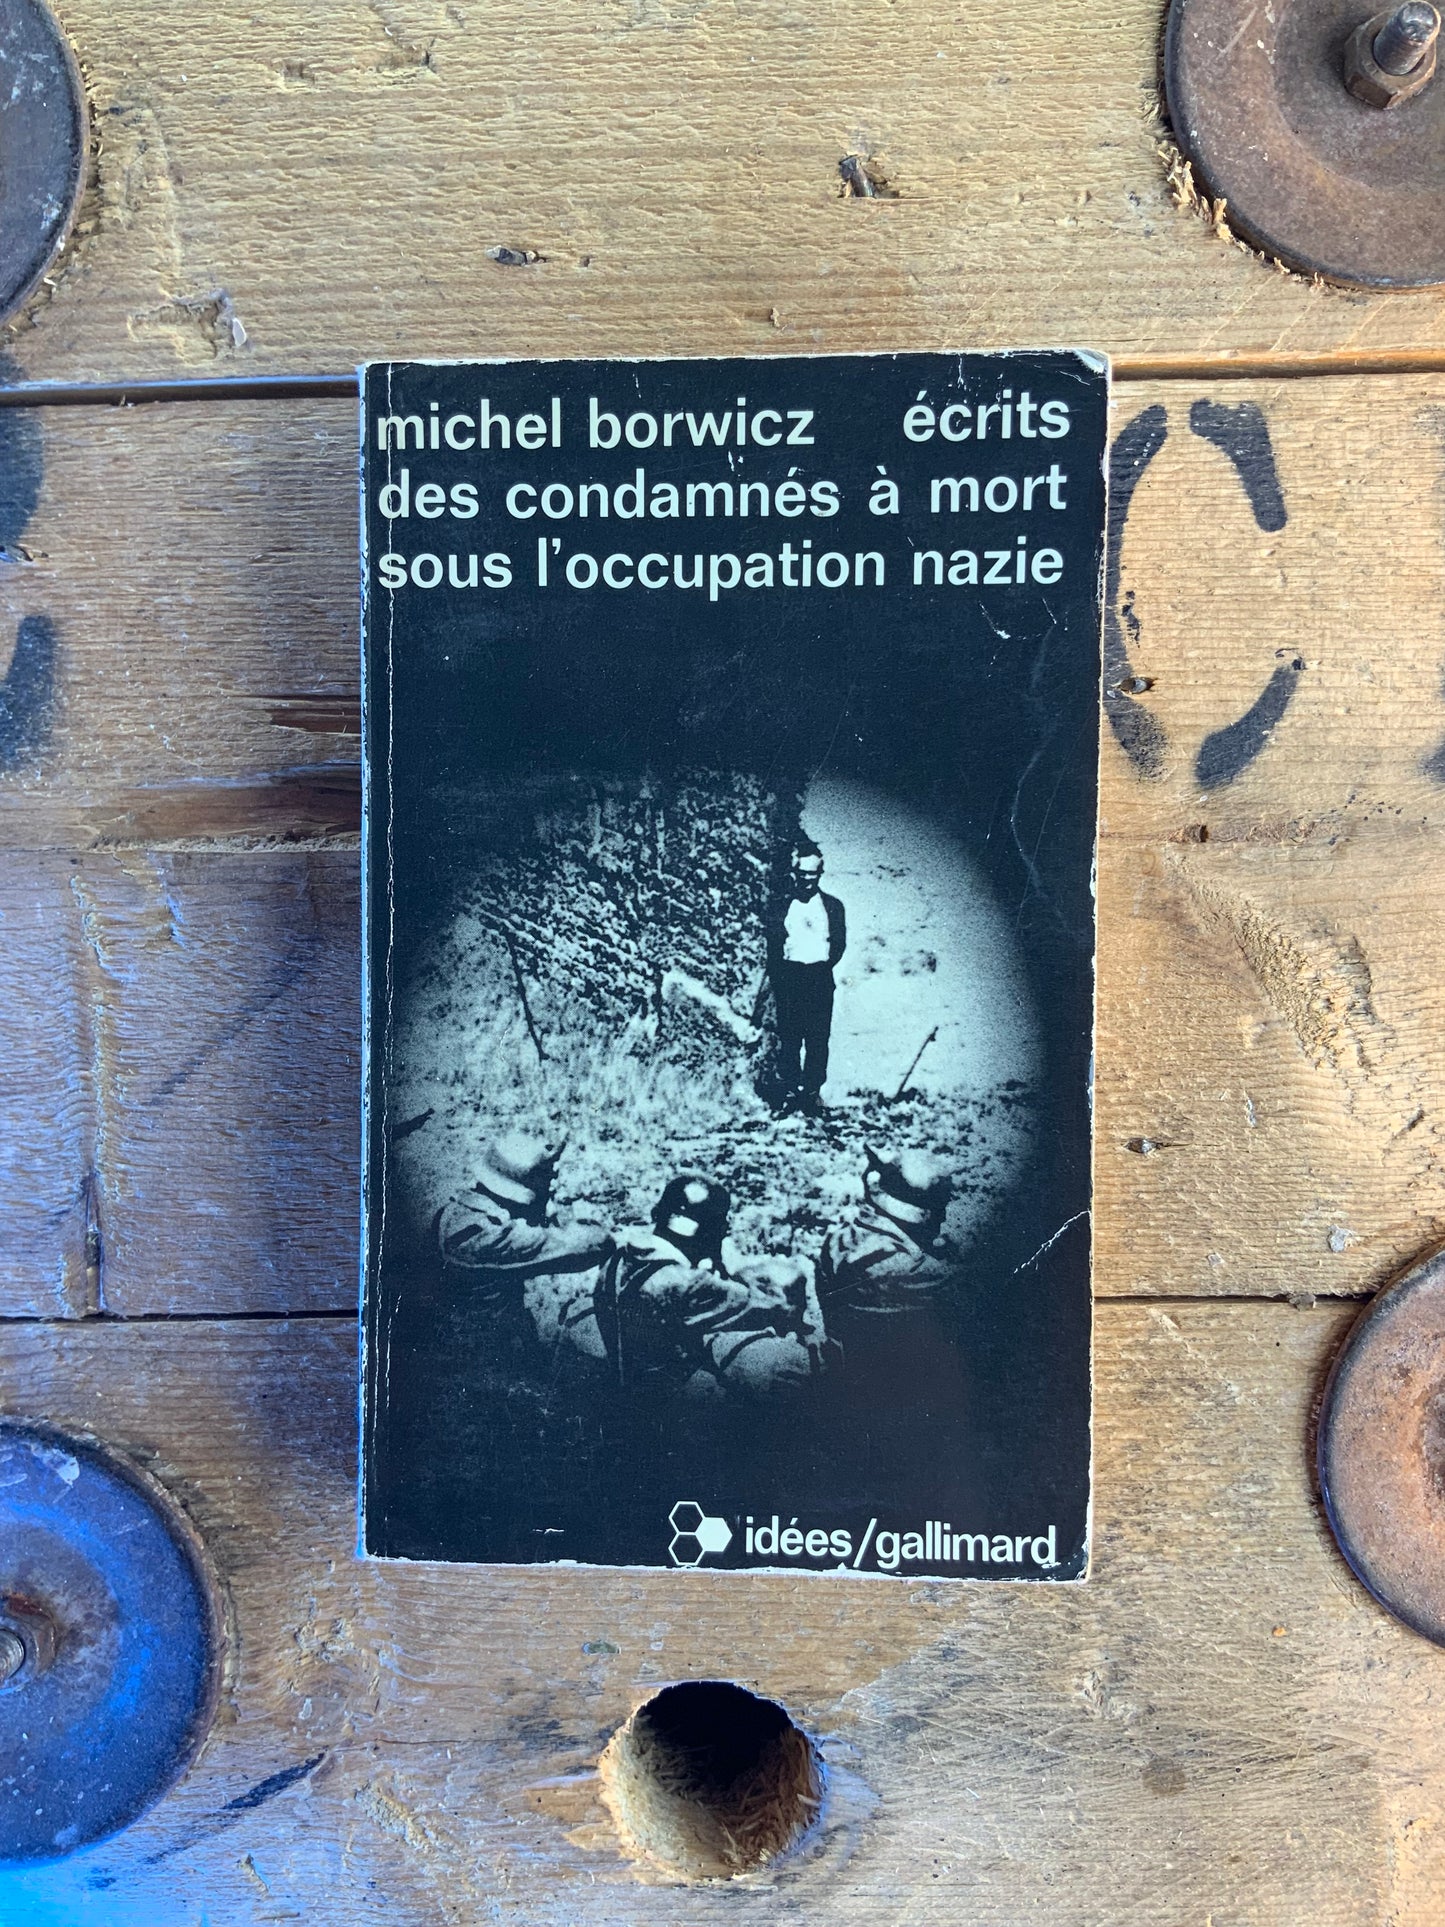 michel borwicz écrits
des condamnés à mort
sous l'occupation nazie
C
idées/gallimard